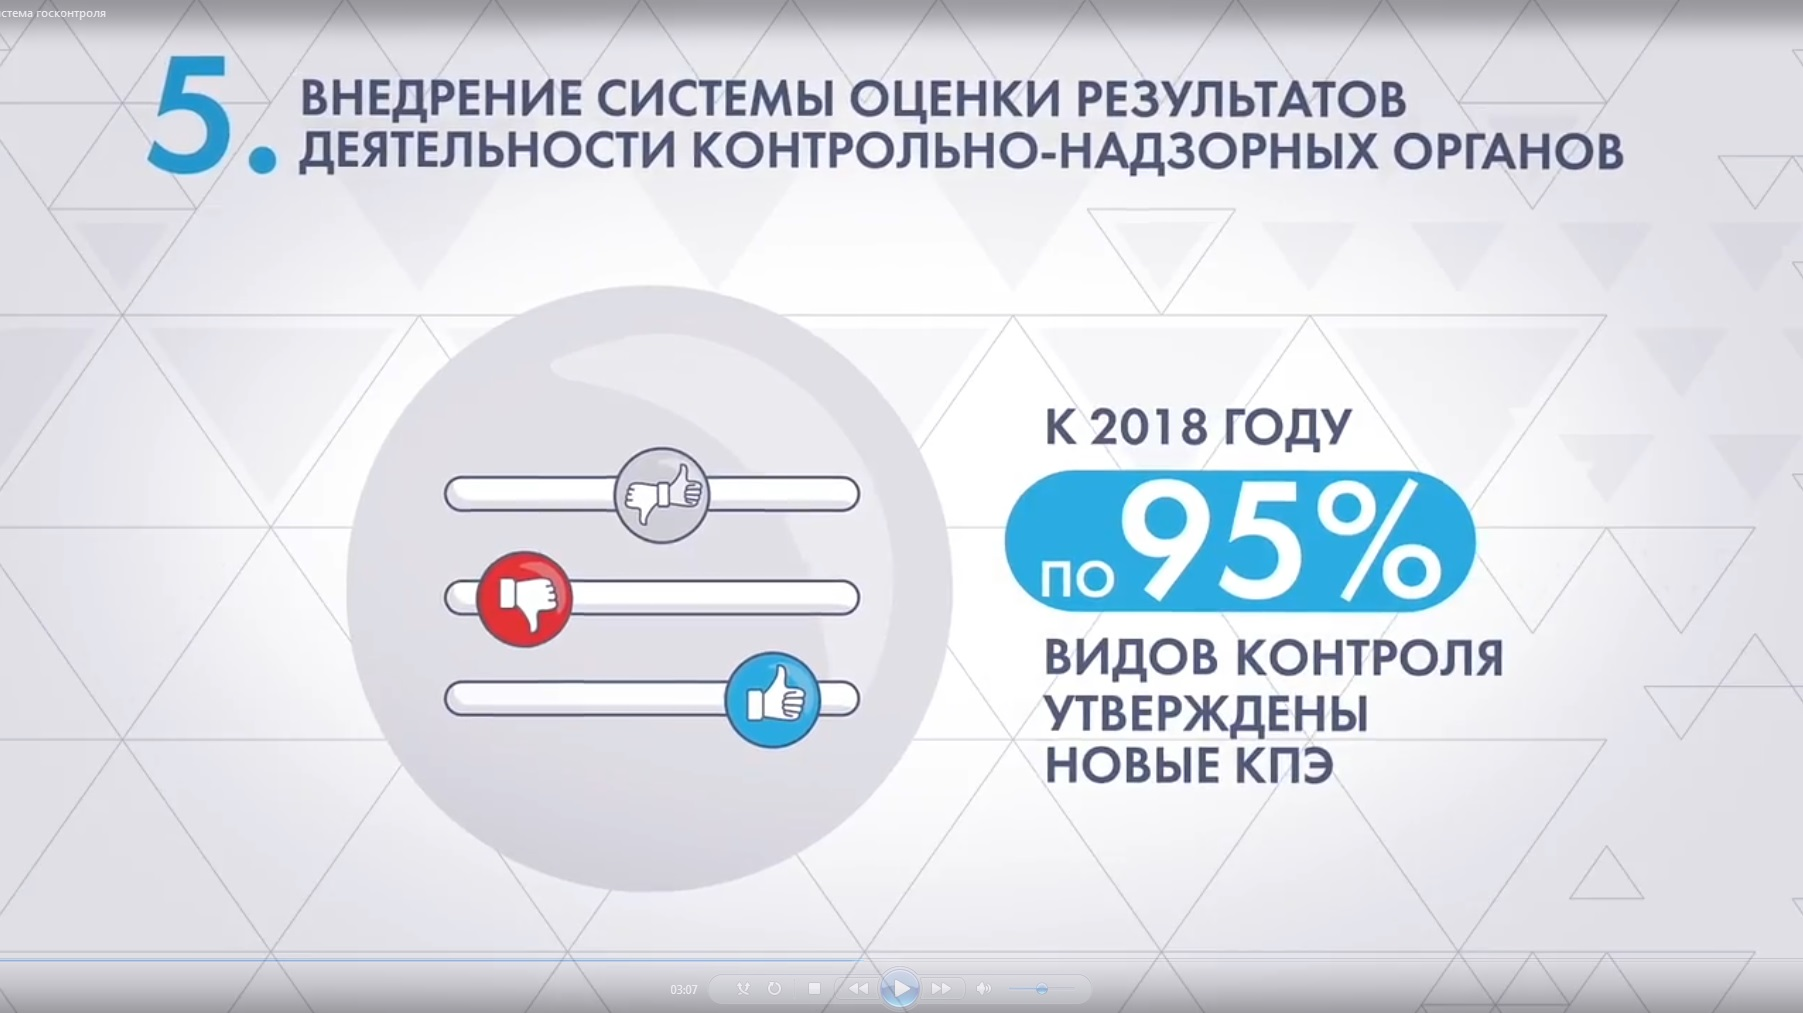 стема госконтроля
5. ВНЕДРЕНИЕ СИСТЕМЫ ОЦЕНКИ РЕЗУЛЬТАТОВ
ДЕЯТЕЛЬНОСТИ КОНТРОЛЬНО-НАДЗОРНЫХ ОРГАНОВ
К 2018 ГОДУ
ПО 95%
ВИДОВ КОНТРОЛЯ
УТВЕРЖДЕНЫ
НОВЫЕ КПЭ
03:07